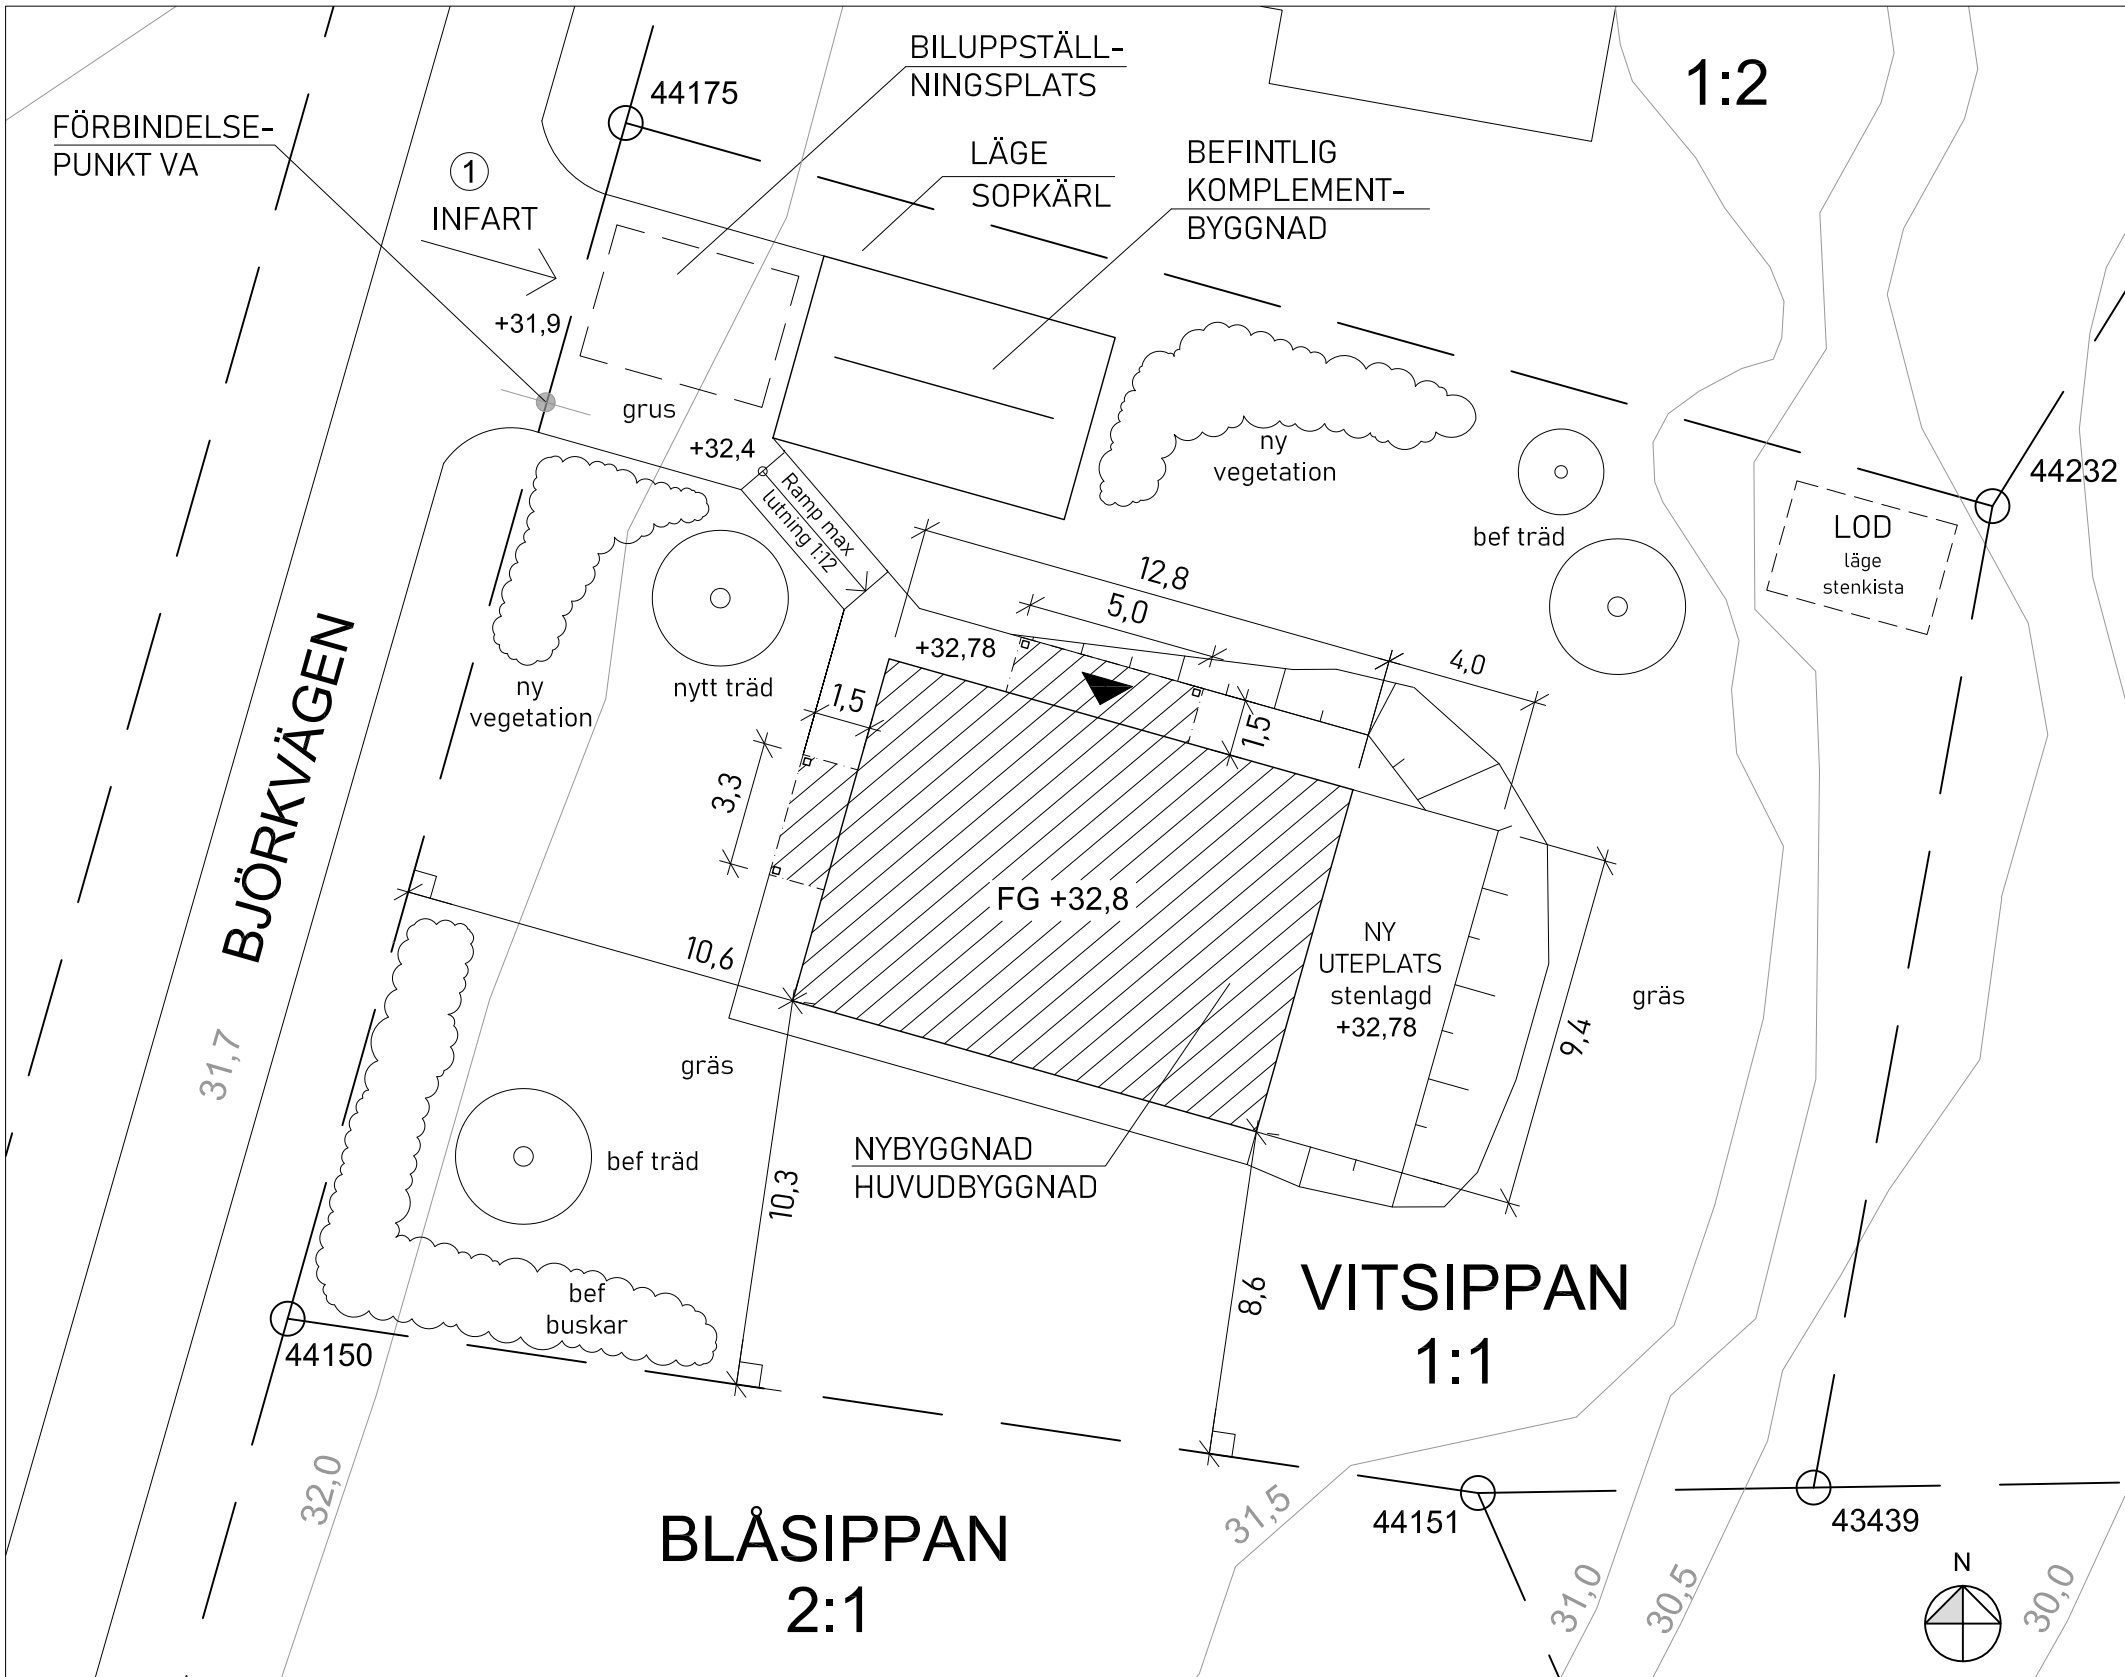 BILUPPSTÄLL-
NINGSPLATS
1:2
44175
FÖRBINDELSE-
PUNKT VA
1
INFART
LÄGE
SOPKÄRL
BEFINTLIG
KOMPLEMENT-
BYGGNAD
+31,9
grus
+32,4
Ramp max
lutning 1:12
ny
vegetation
44232
bef träd
LOD
läge
stenkista
12,8
5,0
4,0
+32,78
ny
vegetation
nytt träd
1,5
1,5
3,3
BJÖRKVÄGEN
FG +32,8
10,6
NY
UTEPLATS
stenlagd
+32,78
gräs
9,4
31,7
gräs
bef träd
NYBYGGNAD
HUVUDBYGGNAD
10,3
8,6
bef
buskar
44150
VITSIPPAN
1:1
32,0
BLÅSIPPAN
2:1
31,5
44151
43439
31,0
30,5
N
30,0